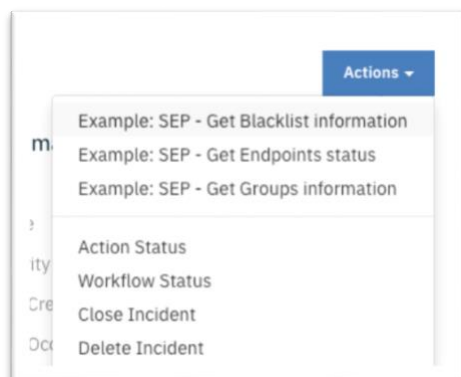 Actions
Example: SEP - Get Blacklist information
Example: SEP - Get Endpoints status
Example: SEP - Get Groups information
Action Status
Workflow Status
Close Incident
Delete Incident